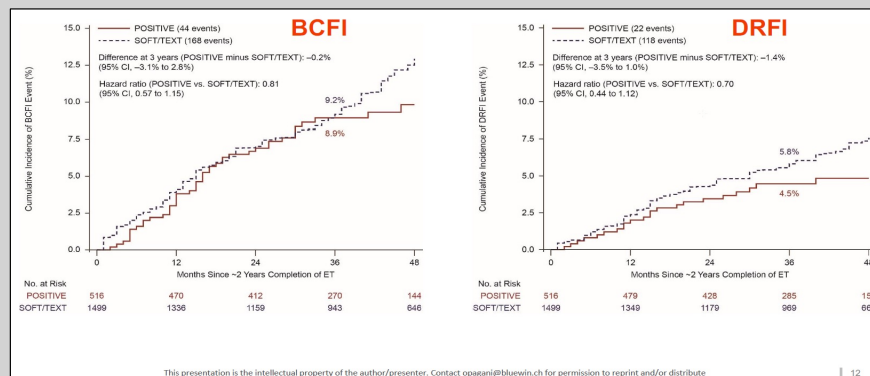 BCFI
POSITIVE (44 events)
SOFT/TEXT (168 events)
Difference at 3 years (POSITIVE minus SOFT/TEXT): –0.2%
(95% CI, –3.1% to 2.8%)
Hazard ratio (POSITIVE vs. SOFT/TEXT): 0.81
(95% CI, 0.57 to 1.15)
Cumulative Incidence of BCFI Event (%)
15.0
12.5
10.0
7.5
5.0
2.5
0.0
9.2%
8.9%
0 12 24 36 48
Months Since ~2 Years Completion of ET
No. at Risk
POSITIVE 516 470 412 270 144
SOFT/TEXT 1499 1336 1159 943 646
DRFI
POSITIVE (22 events)
SOFT/TEXT (118 events)
Difference at 3 years (POSITIVE minus SOFT/TEXT): –1.4%
(95% CI, –3.5% to 1.0%)
Hazard ratio (POSITIVE vs. SOFT/TEXT): 0.70
(95% CI, 0.44 to 1.12)
Cumulative Incidence of DRFI Event (%)
15.0
12.5
10.0
7.5
5.0
2.5
0.0
5.8%
4.5%
0 12 24 36 48
Months Since ~2 Years Completion of ET
No. at Risk
516 479 428 285
1499 1349 1179 969
This presentation is the intellectual property of the author/presenter. Contact opagani@bluewin.ch for permission to reprint and/or distribute
12